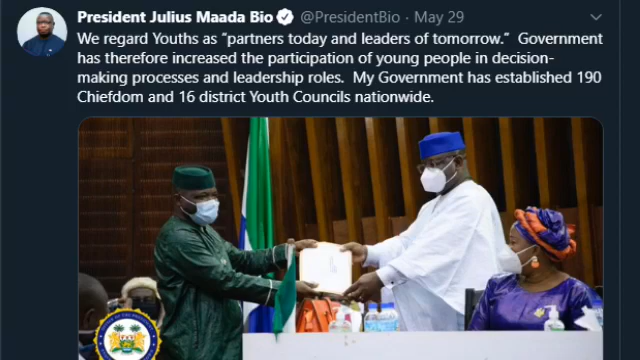 President Julius Maada Bio @PresidentBio · May 29
We regard Youths as “partners today and leaders of tomorrow.” Government
has therefore increased the participation of young people in decision-
making processes and leadership roles. My Government has established 190
Chiefdom and 16 district Youth Councils nationwide.